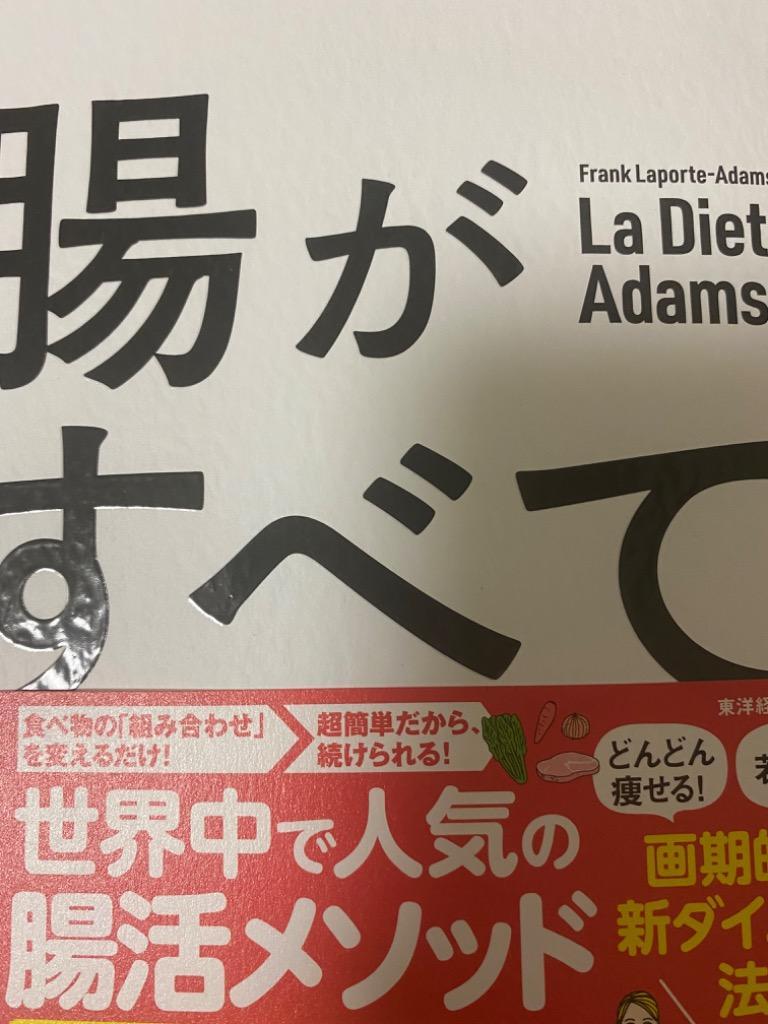 腸が
すべて
Frank Laporte-Adams
La Diet
Adams
東洋経
食べ物の「組み合わせ」
を変えるだけ!
超簡単だから、
続けられる!
どんどん
痩せる!
若
世界中で人気の
腸活メソッド
画期的
新ダイ
法